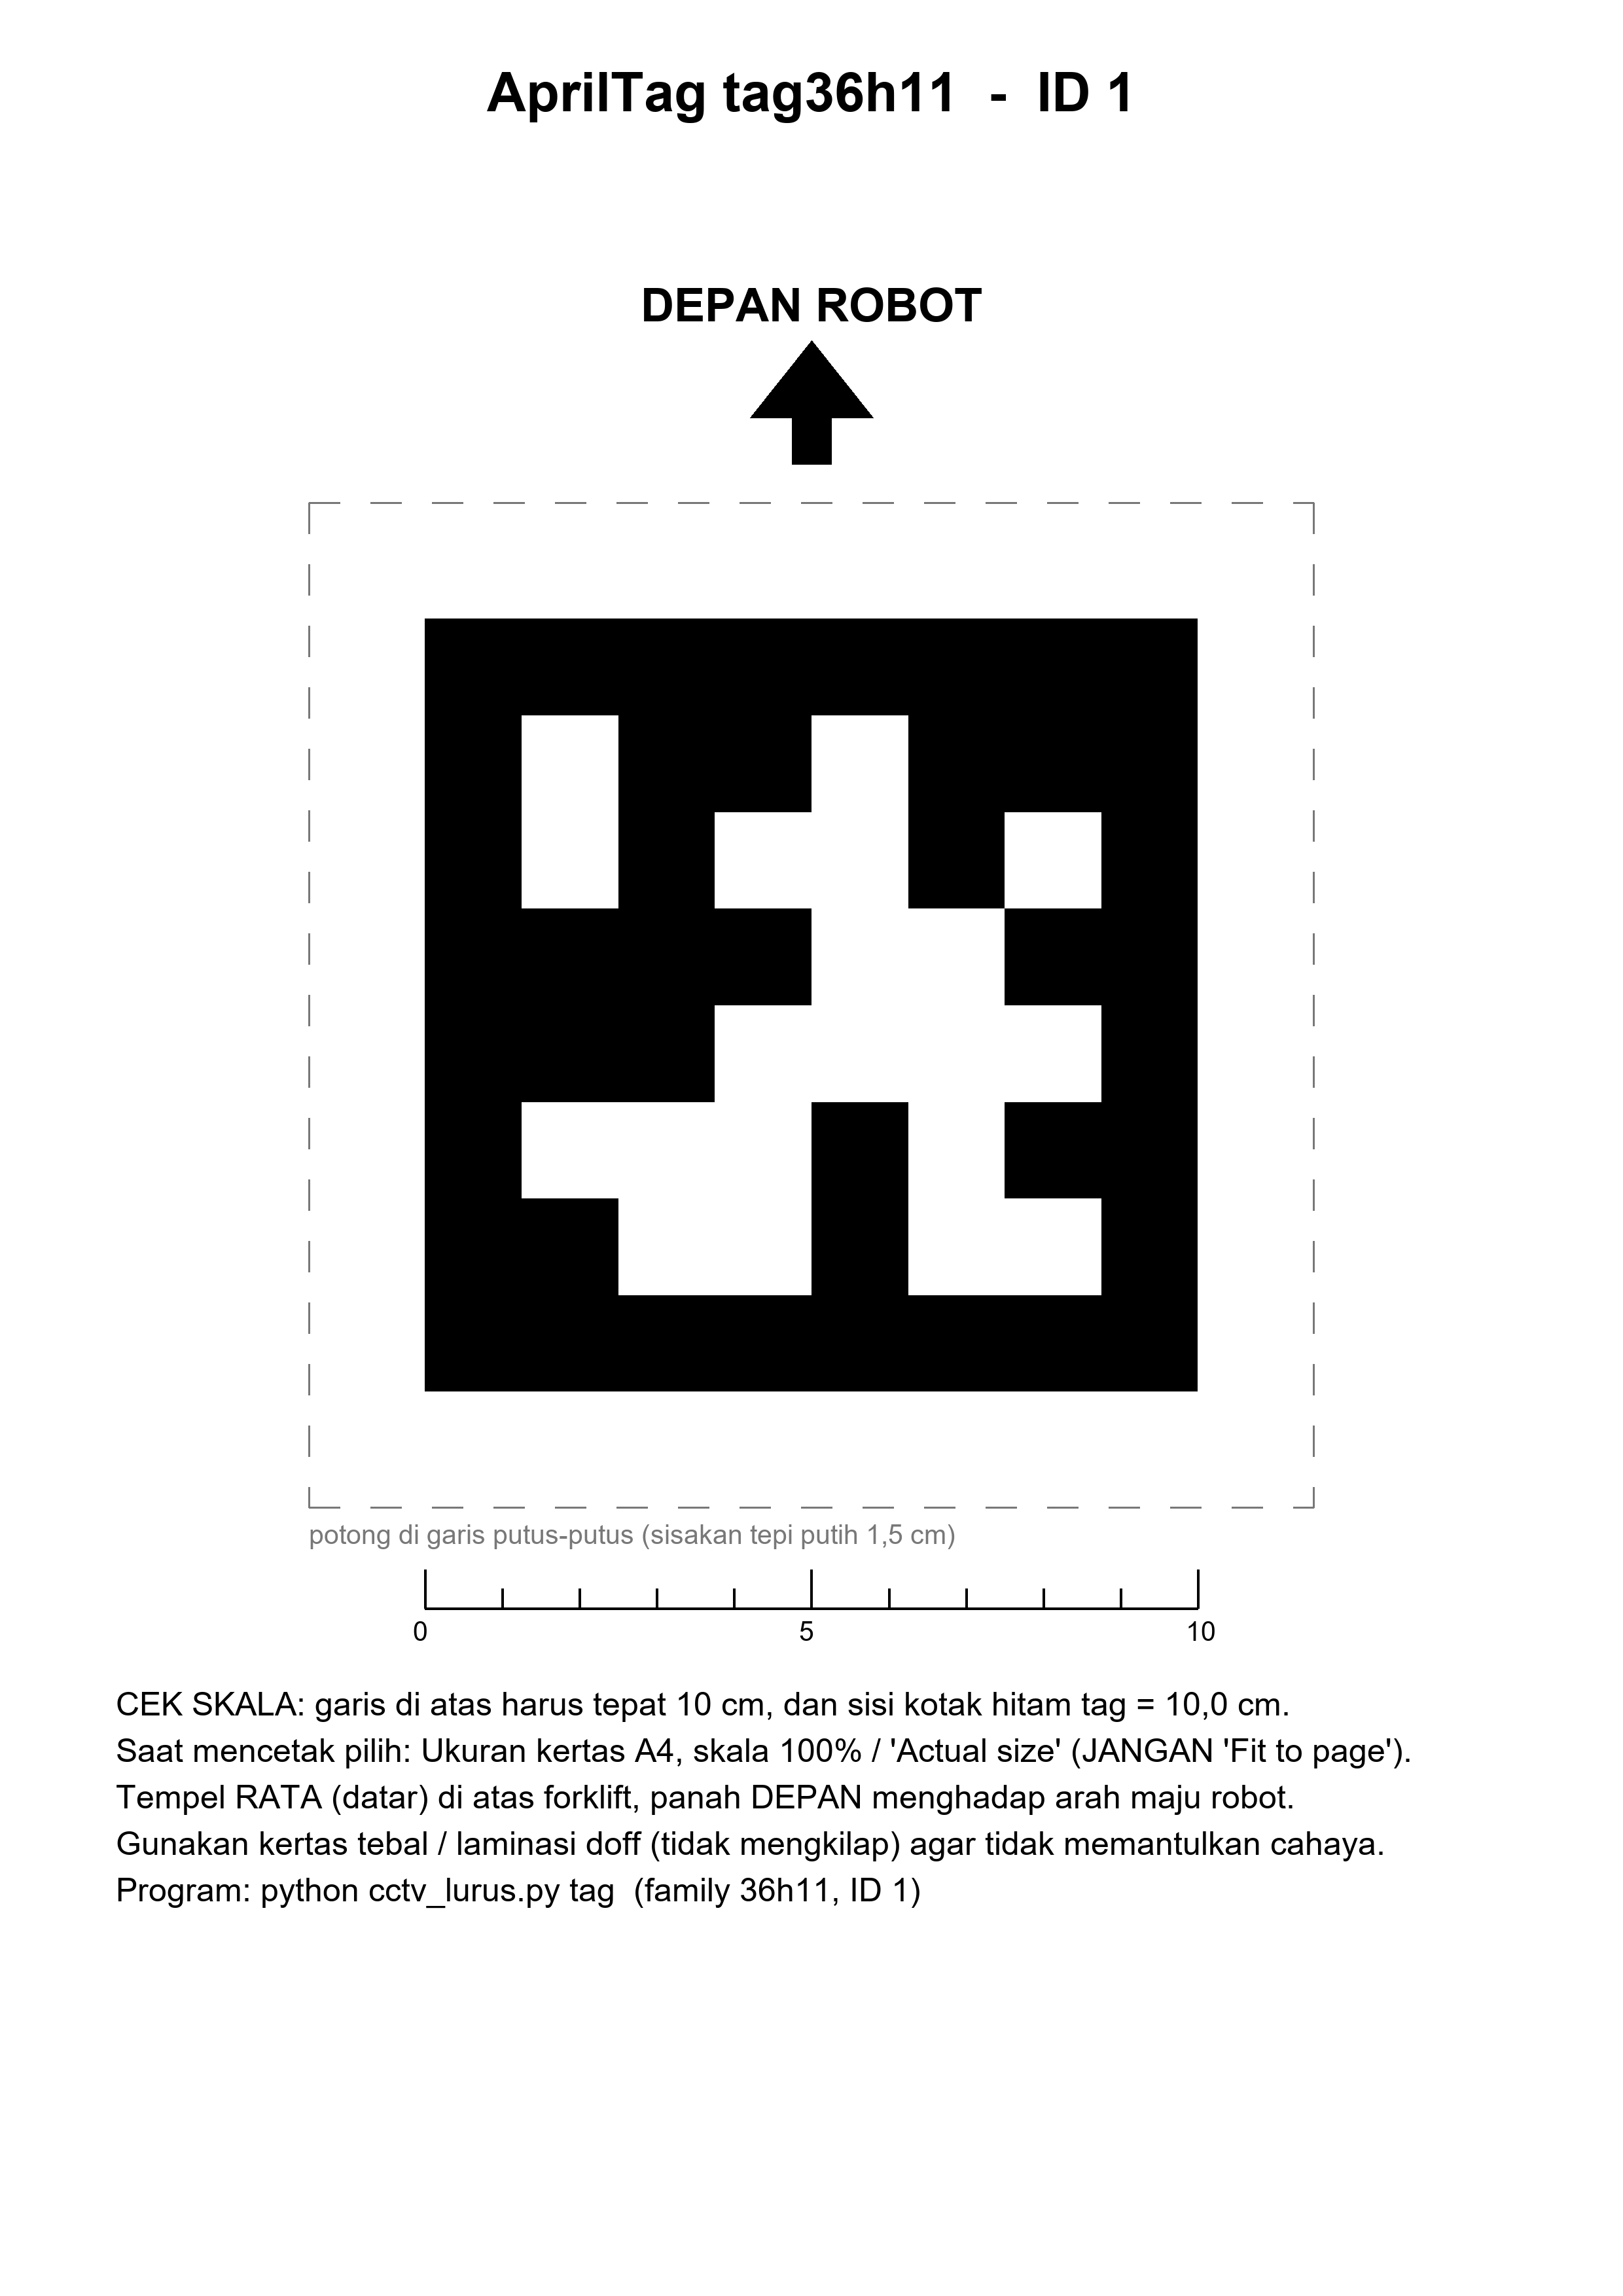 AprilTag tag36h11 - ID 1
DEPAN ROBOT
potong di garis putus-putus (sisakan tepi putih 1,5 cm)
0 5 10
CEK SKALA: garis di atas harus tepat 10 cm, dan sisi kotak hitam tag = 10,0 cm.
Saat mencetak pilih: Ukuran kertas A4, skala 100% / 'Actual size' (JANGAN 'Fit to page').
Tempel RATA (datar) di atas forklift, panah DEPAN menghadap arah maju robot.
Gunakan kertas tebal / laminasi doff (tidak mengkilap) agar tidak memantulkan cahaya.
Program: python cctv_lurus.py tag  (family 36h11, ID 1)